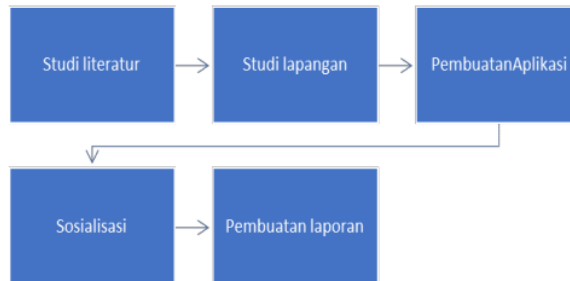 Studi literatur
Studi lapangan
PembuatanAplikasi
Sosialisasi
Pembuatan laporan